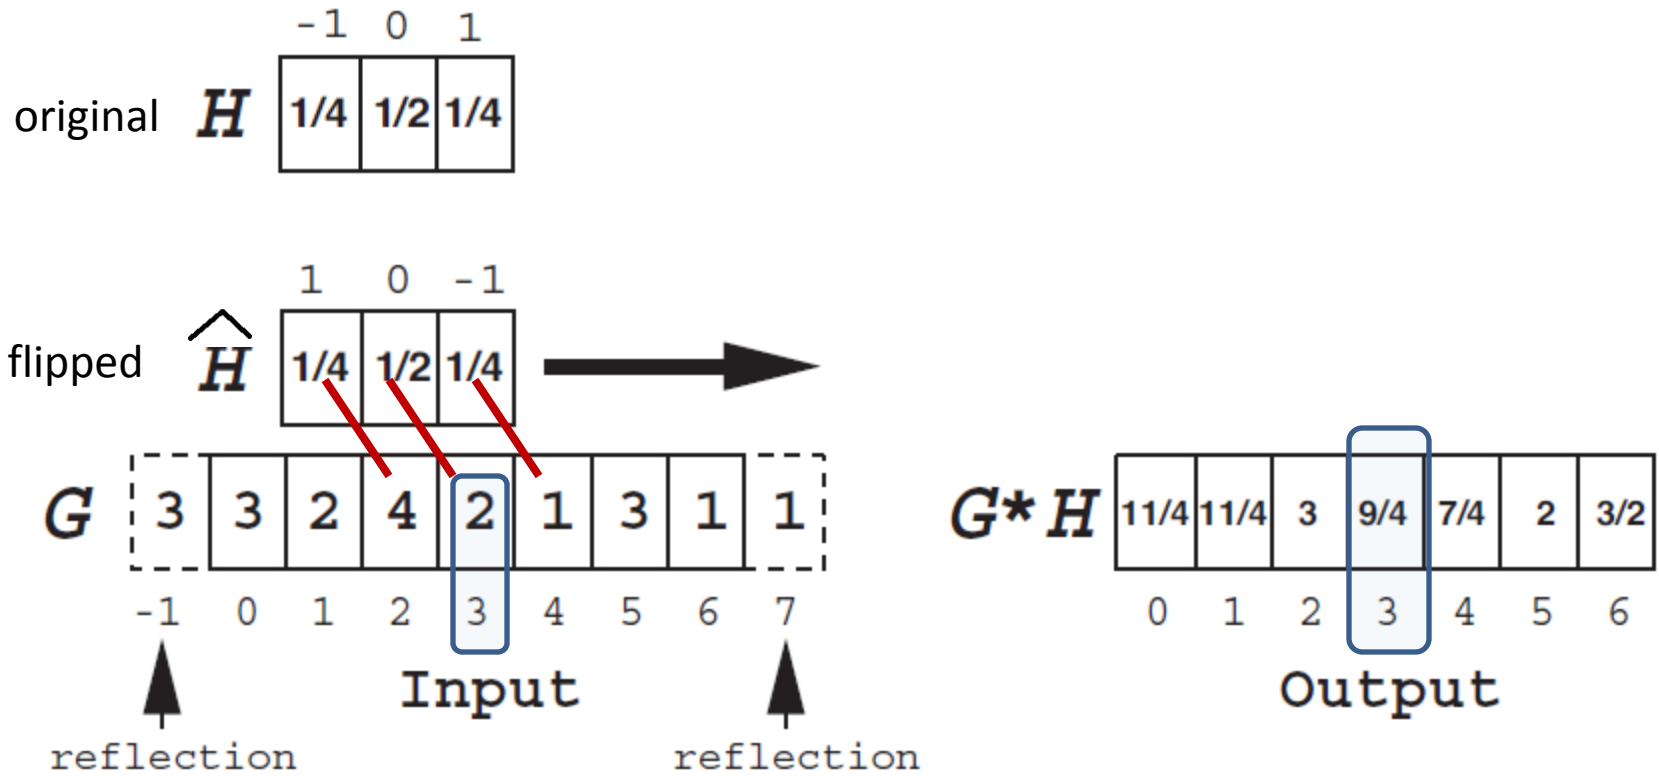 -1 0 1
original H 1/4 1/2 1/4
1 0 -1
flipped H 1/4 1/2 1/4
G 3 3 2 4 2 1 3 1 1
-1 0 1 2 3 4 5 6 7
Input
reflection reflection
G*H 11/4 11/4 3 9/4 7/4 2 3/2
0 1 2 3 4 5 6
Output